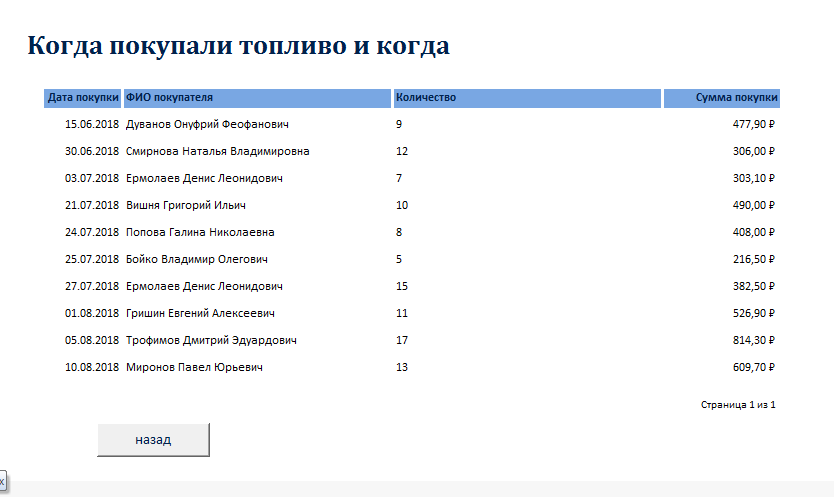 Когда покупали топливо и когда
Дата покупки ФИО покупателя Количество Сумма покупки
15.06.2018 Дуванов Онуфрий Феофанович 9 477,90 ₽
30.06.2018 Смирнова Наталья Владимировна 12 306,00 ₽
03.07.2018 Ермолаев Денис Леонидович 7 303,10 ₽
21.07.2018 Вишня Григорий Ильич 10 490,00 ₽
24.07.2018 Попова Галина Николаевна 8 408,00 ₽
25.07.2018 Бойко Владимир Олегович 5 216,50 ₽
27.07.2018 Ермолаев Денис Леонидович 15 382,50 ₽
01.08.2018 Гришин Евгений Алексеевич 11 526,90 ₽
05.08.2018 Трофимов Дмитрий Эдуардович 17 814,30 ₽
10.08.2018 Миронов Павел Юрьевич 13 609,70 ₽
Страница 1 из 1
назад